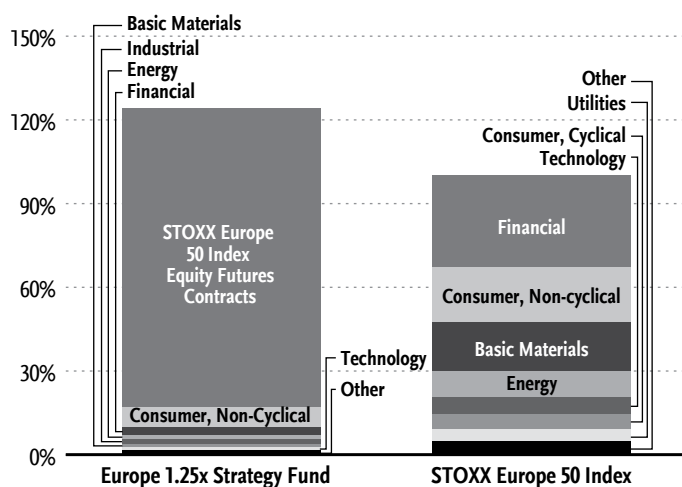 Basic Materials
150%
Industrial
Energy
Financial
Other
Utilities
120%
Consumer, Cyclical
Technology
90%
STOXX Europe
50 Index
Equity Futures
Contracts
Financial
60%
Consumer, Non-cyclical
Basic Materials
Technology
30%
Energy
Other
Consumer, Non-Cyclical
0%
Europe 1.25x Strategy Fund
STOXX Europe 50 Index